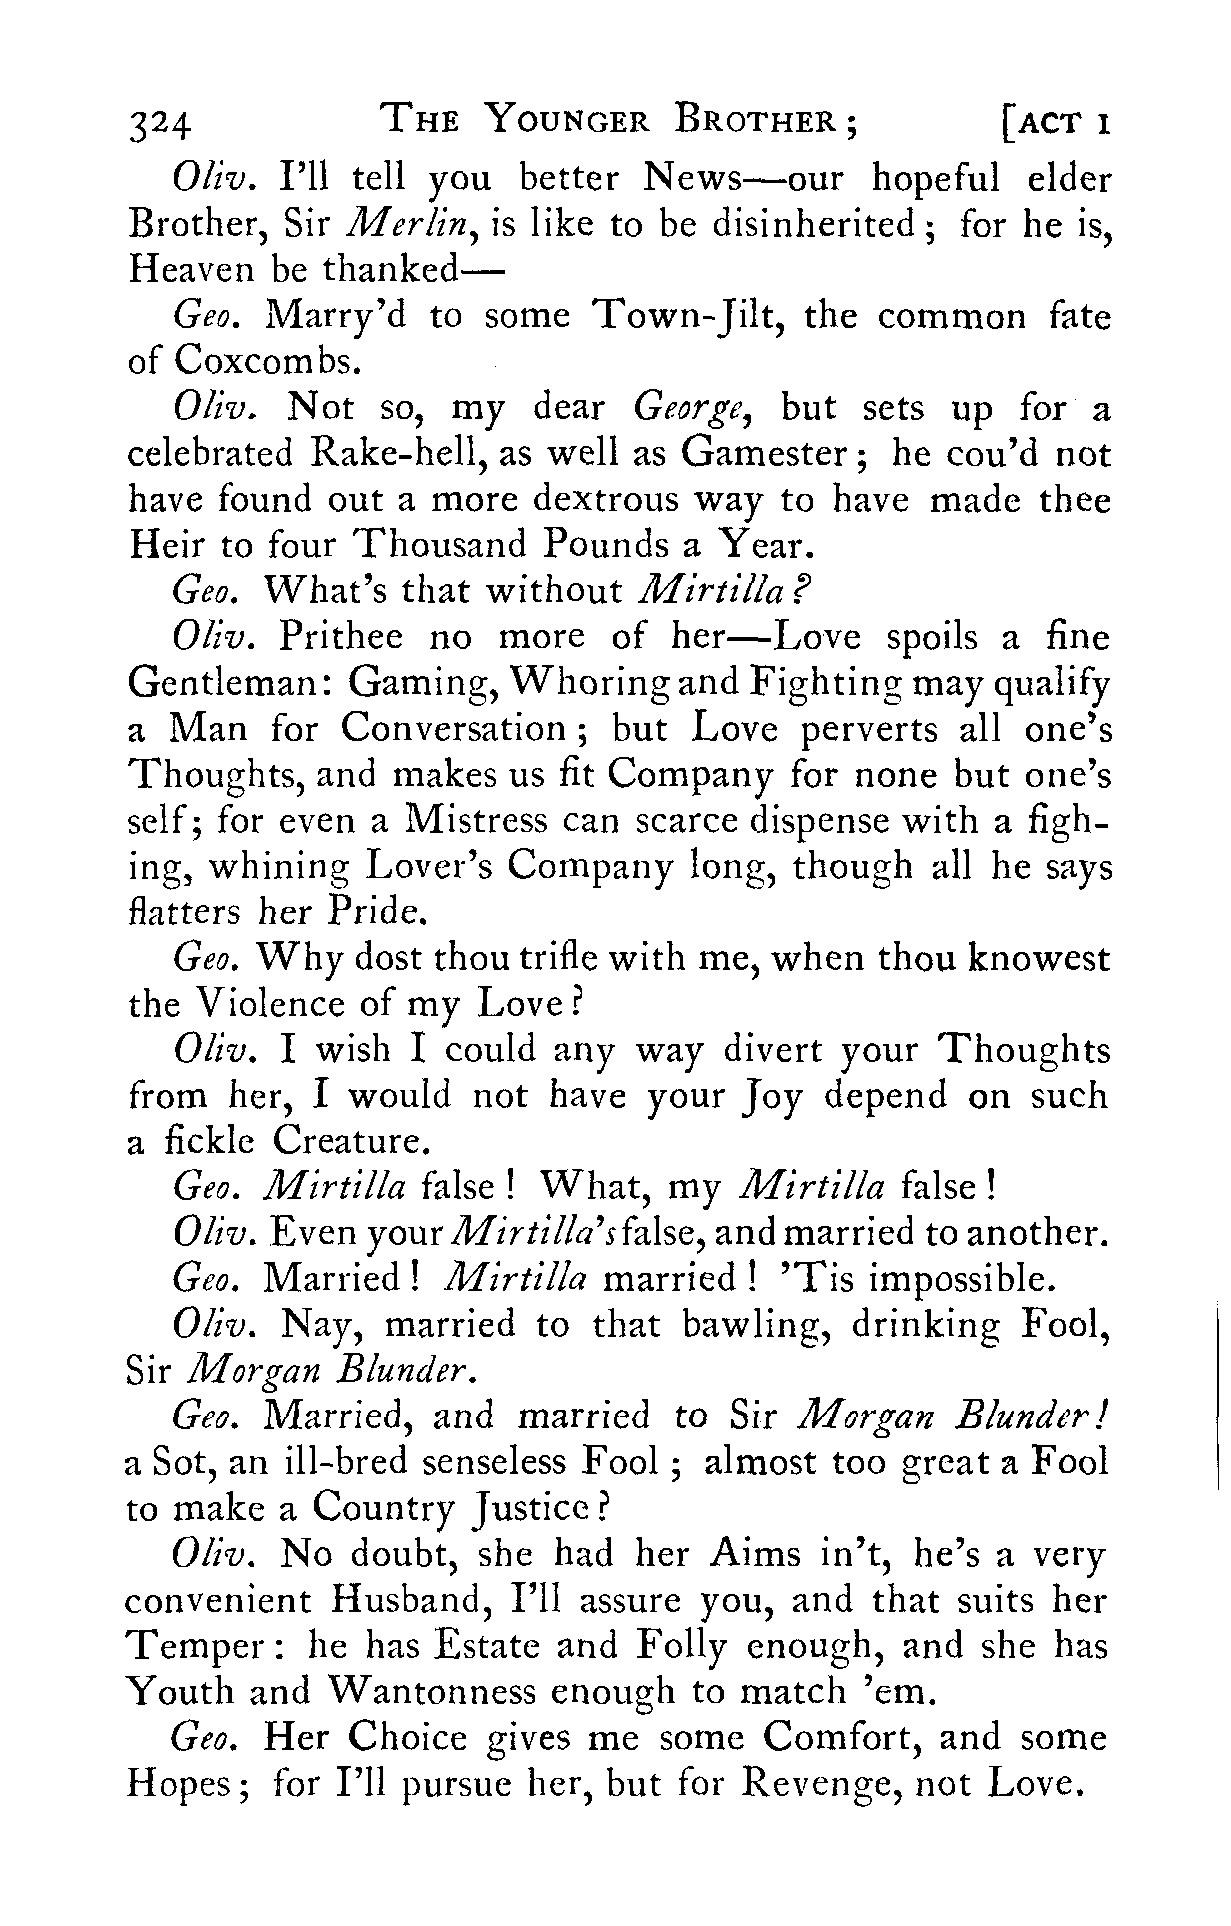 324 THE YOUNGER BROTHER; [ACT I
Oliv. I'll tell you better News—our hopeful elder
Brother, Sir Merlin, is like to be disinherited; for he is,
Heaven be thanked—
Geo. Marry'd to some Town-Jilt, the common fate
of Coxcombs.
Oliv. Not so, my dear George, but sets up for a
celebrated Rake-hell, as well as Gamester; he cou'd not
have found out a more dextrous way to have made thee
Heir to four Thousand Pounds a Year.
Geo. What's that without Mirtilla?
Oliv. Prithee no more of her—Love spoils a fine
Gentleman: Gaming, Whoring and Fighting may qualify
a Man for Conversation; but Love perverts all one's
Thoughts, and makes us fit Company for none but one's
self; for even a Mistress can scarce dispense with a figh-
ing, whining Lover's Company long, though all he says
flatters her Pride.
Geo. Why dost thou trifle with me, when thou knowest
the Violence of my Love?
Oliv. I wish I could any way divert your Thoughts
from her, I would not have your Joy depend on such
a fickle Creature.
Geo. Mirtilla false! What, my Mirtilla false!
Oliv. Even your Mirtilla's false, and married to another.
Geo. Married! Mirtilla married! 'Tis impossible.
Oliv. Nay, married to that bawling, drinking Fool,
Sir Morgan Blunder.
Geo. Married, and married to Sir Morgan Blunder!
a Sot, an ill-bred senseless Fool; almost too great a Fool
to make a Country Justice?
Oliv. No doubt, she had her Aims in't, he's a very
convenient Husband, I'll assure you, and that suits her
Temper: he has Estate and Folly enough, and she has
Youth and Wantonness enough to match 'em.
Geo. Her Choice gives me some Comfort, and some
Hopes; for I'll pursue her, but for Revenge, not Love.